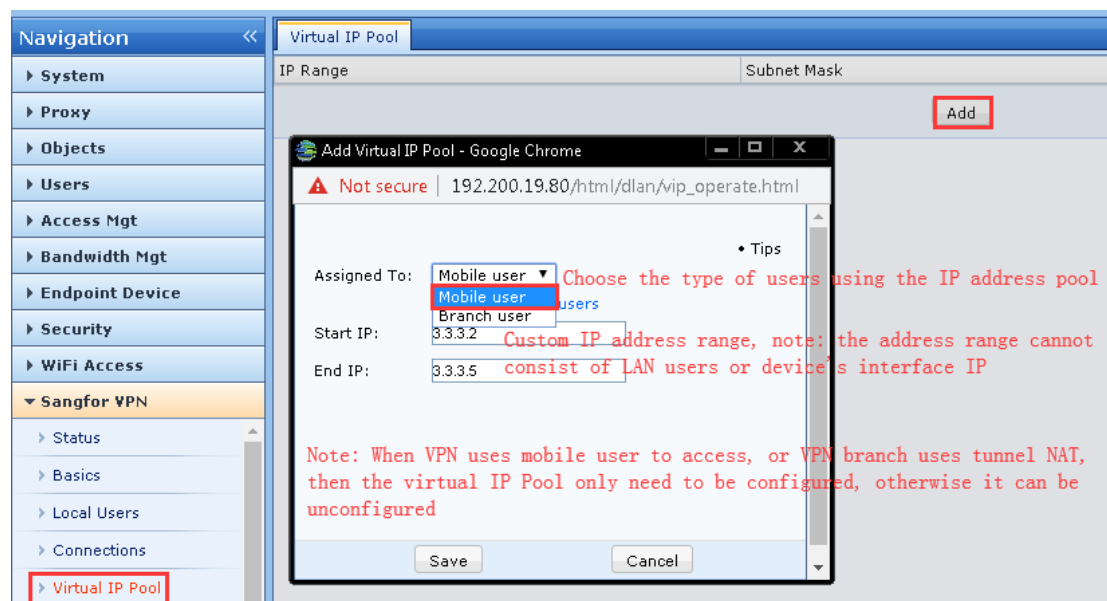 Navigation «
Virtual IP Pool
System
IP Range Subnet Mask
Proxy
Add
Objects
Add Virtual IP Pool - Google Chrome
Users
Not secure | 192.200.19.80/html/dlan/vip_operate.html
Access Mgt
Bandwidth Mgt
• Tips
Assigned To: Mobile user ▼ Choose the type of users using the IP address pool
Endpoint Device
Mobile user
users
Branch user
Security
Start IP: 3.3.3.2 Custom IP address range, note: the address range cannot
WiFi Access
End IP: 3.3.3.5 consist of LAN users or device's interface IP
Sangfor VPN
Status
Note: When VPN uses mobile user to access, or VPN branch uses tunnel NAT,
Basics
then the virtual IP Pool only need to be configured, otherwise it can be
unconfigured
Local Users
Connections
Save Cancel
Virtual IP Pool